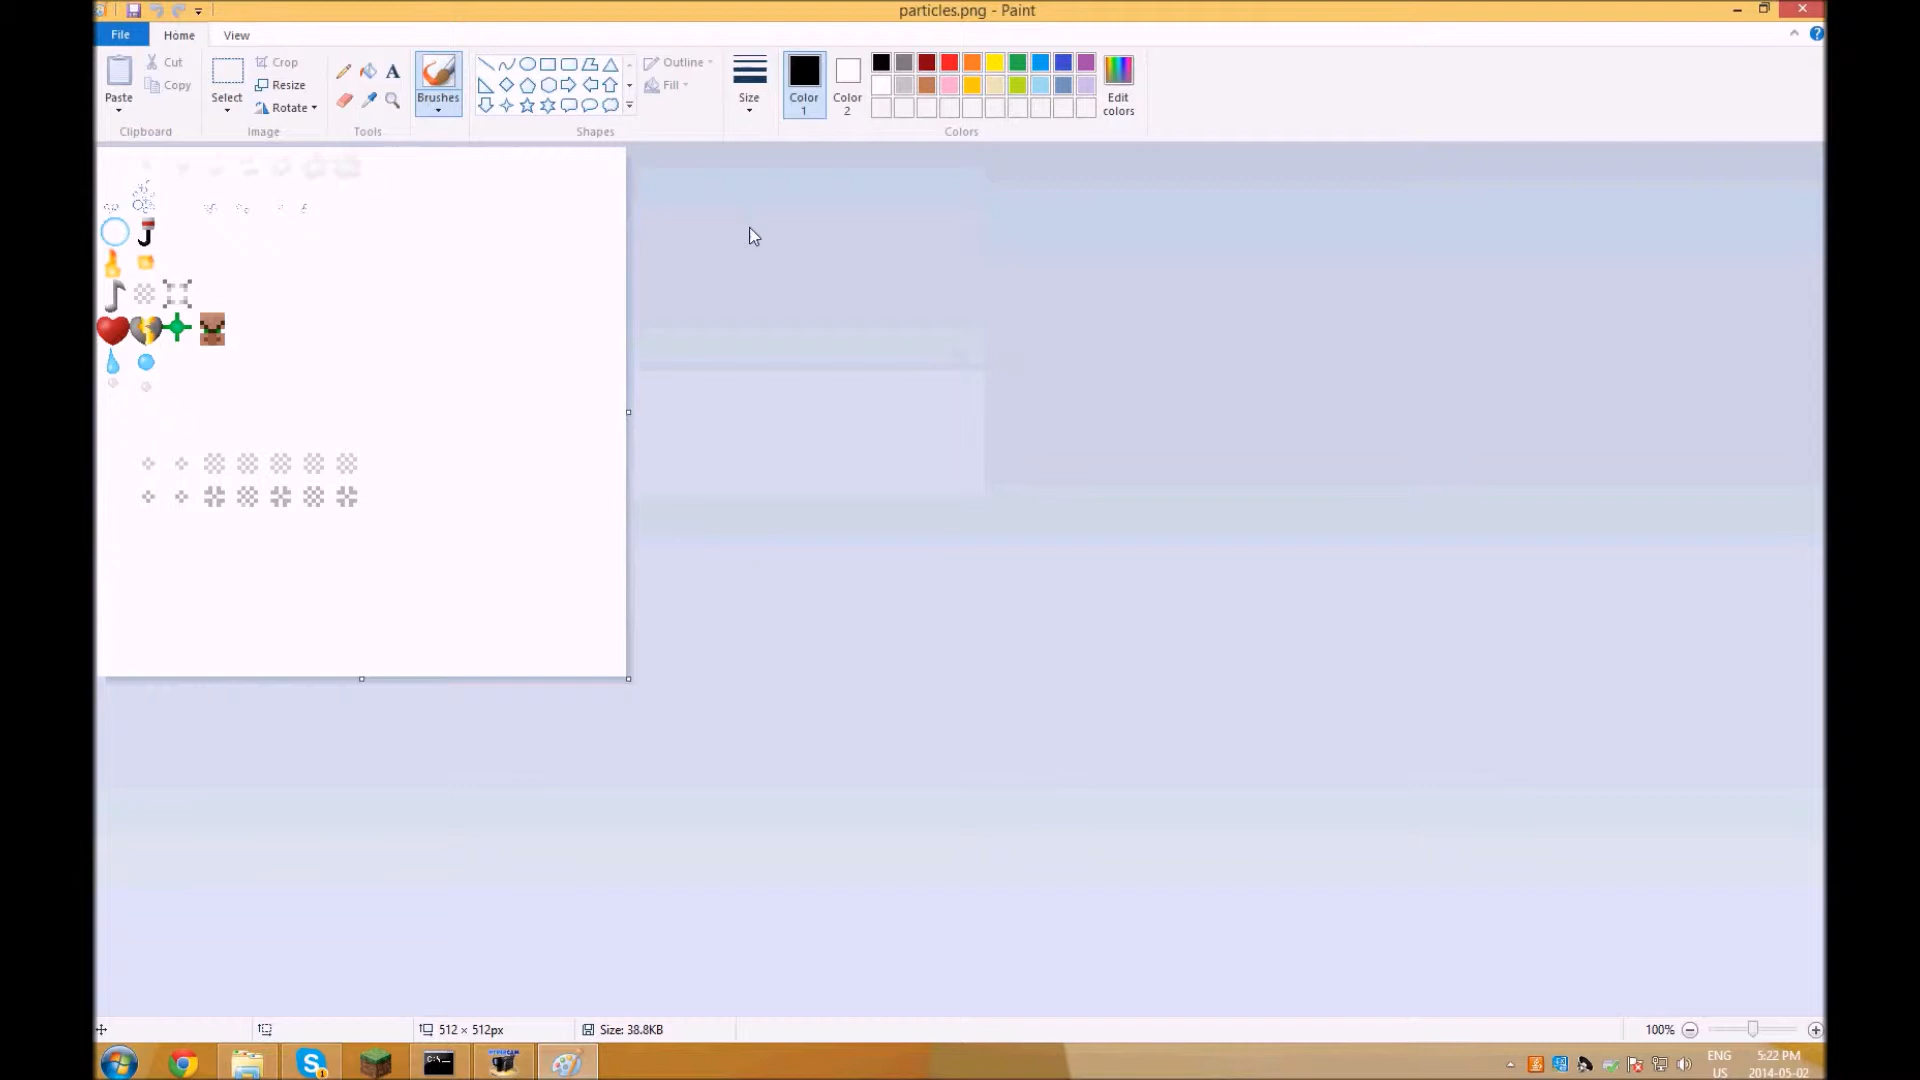 particles.png - Paint
File Home View
Paste
Cut
Copy
Clipboard
Select
Crop
Resize
Rotate
Image
A
Tools
Brushes
Shapes
Outline
Fill
Size
Color 1
Color 2
Edit colors
Colors
512 × 512px
Size: 38.8KB
100%
C:\
S
1
ENG
US
5:22 PM
2014-05-02